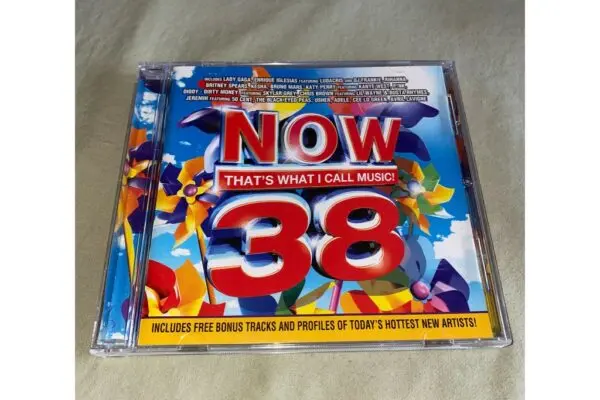 INCLUDES LADY GAGA, ENRIQUE IGLESIAS FEATURING LUDACRIS AND DJ FRANK E, RIHANNA,
BRITNEY SPEARS, KE$HA, BRUNO MARS, KATY PERRY FEATURING KANYE WEST, P!NK,
DIDDY - DIRTY MONEY FEATURING SKYLAR GREY, CHRIS BROWN FEATURING LIL WAYNE & BUSTA RHYMES,
JEREMIH FEATURING 50 CENT, THE BLACK EYED PEAS, USHER, ADELE, CEE LO GREEN, AVRIL LAVIGNE
NOW
THAT'S WHAT I CALL MUSIC!
38
INCLUDES FREE BONUS TRACKS AND PROFILES OF TODAY'S HOTTEST NEW ARTISTS!